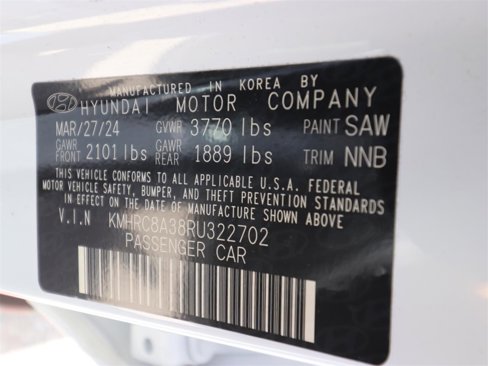 MANUFACTURED IN KOREA BY
HYUNDAI MOTOR COMPANY
MAR/27/24 GVWR 3770 lbs PAINT SAW
GAWR FRONT 2101 lbs GAWR REAR 1889 lbs TRIM NNB
THIS VEHICLE CONFORMS TO ALL APPLICABLE U.S.A. FEDERAL
MOTOR VEHICLE SAFETY, BUMPER, AND THEFT PREVENTION STANDARDS
IN EFFECT ON THE DATE OF MANUFACTURE SHOWN ABOVE
V.I.N KMHRC8A38RU322702
PASSENGER CAR